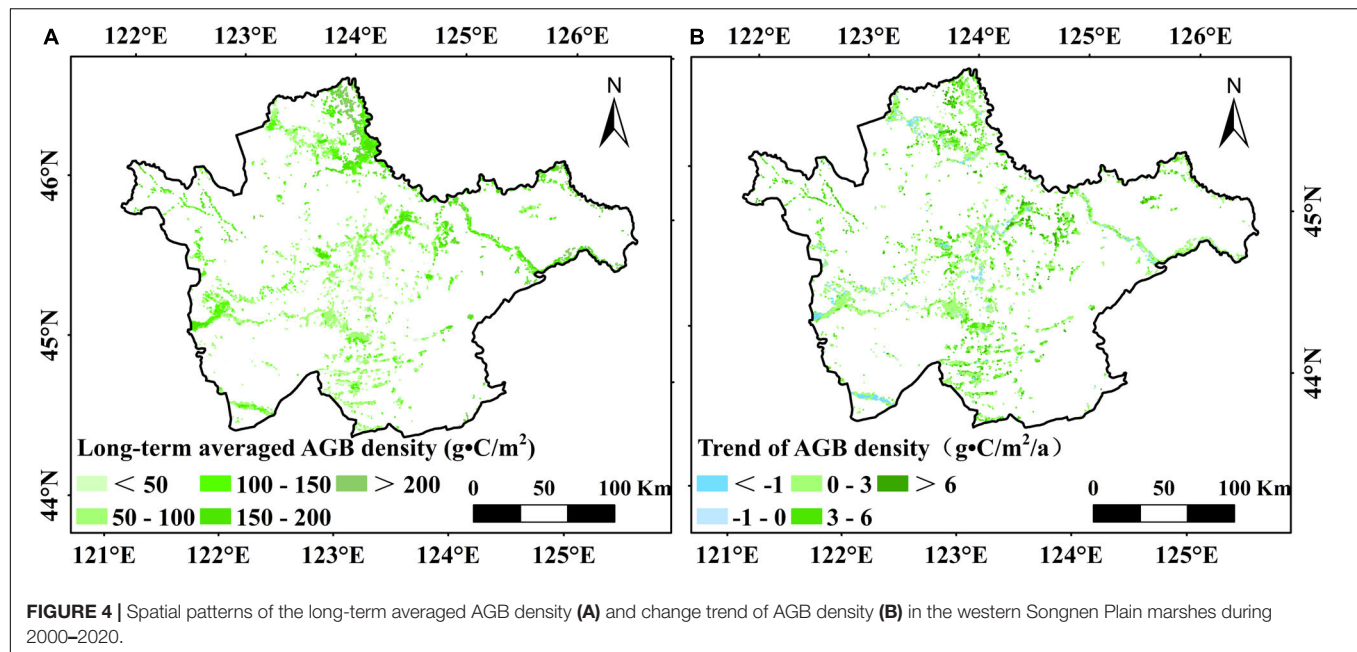 A
B
122°E 123°E 124°E 125°E 126°E
122°E 123°E 124°E 125°E 126°E
N
N
46°N
45°N
44°N
45°N
44°N
Long-term averaged AGB density (g•C/m²)
< 50
100 - 150
> 200
50 - 100
150 - 200
0 50 100 Km
Trend of AGB density (g•C/m²/a)
< -1
0 - 3
> 6
-1 - 0
3 - 6
0 50 100 Km
121°E 122°E 123°E 124°E 125°E
121°E 122°E 123°E 124°E 125°E
FIGURE 4 | Spatial patterns of the long-term averaged AGB density (A) and change trend of AGB density (B) in the western Songnen Plain marshes during
2000–2020.